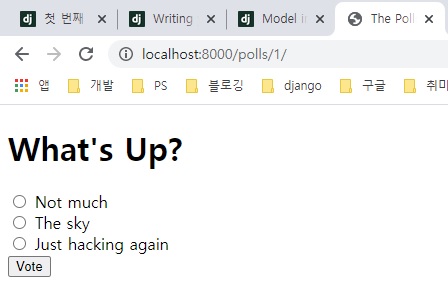 dj 첫 번째
dj Writing
dj Model i
The Poll
localhost:8000/polls/1/
앱 개발 PS 블로깅 django 구글 취미
What's Up?
Not much
The sky
Just hacking again
Vote